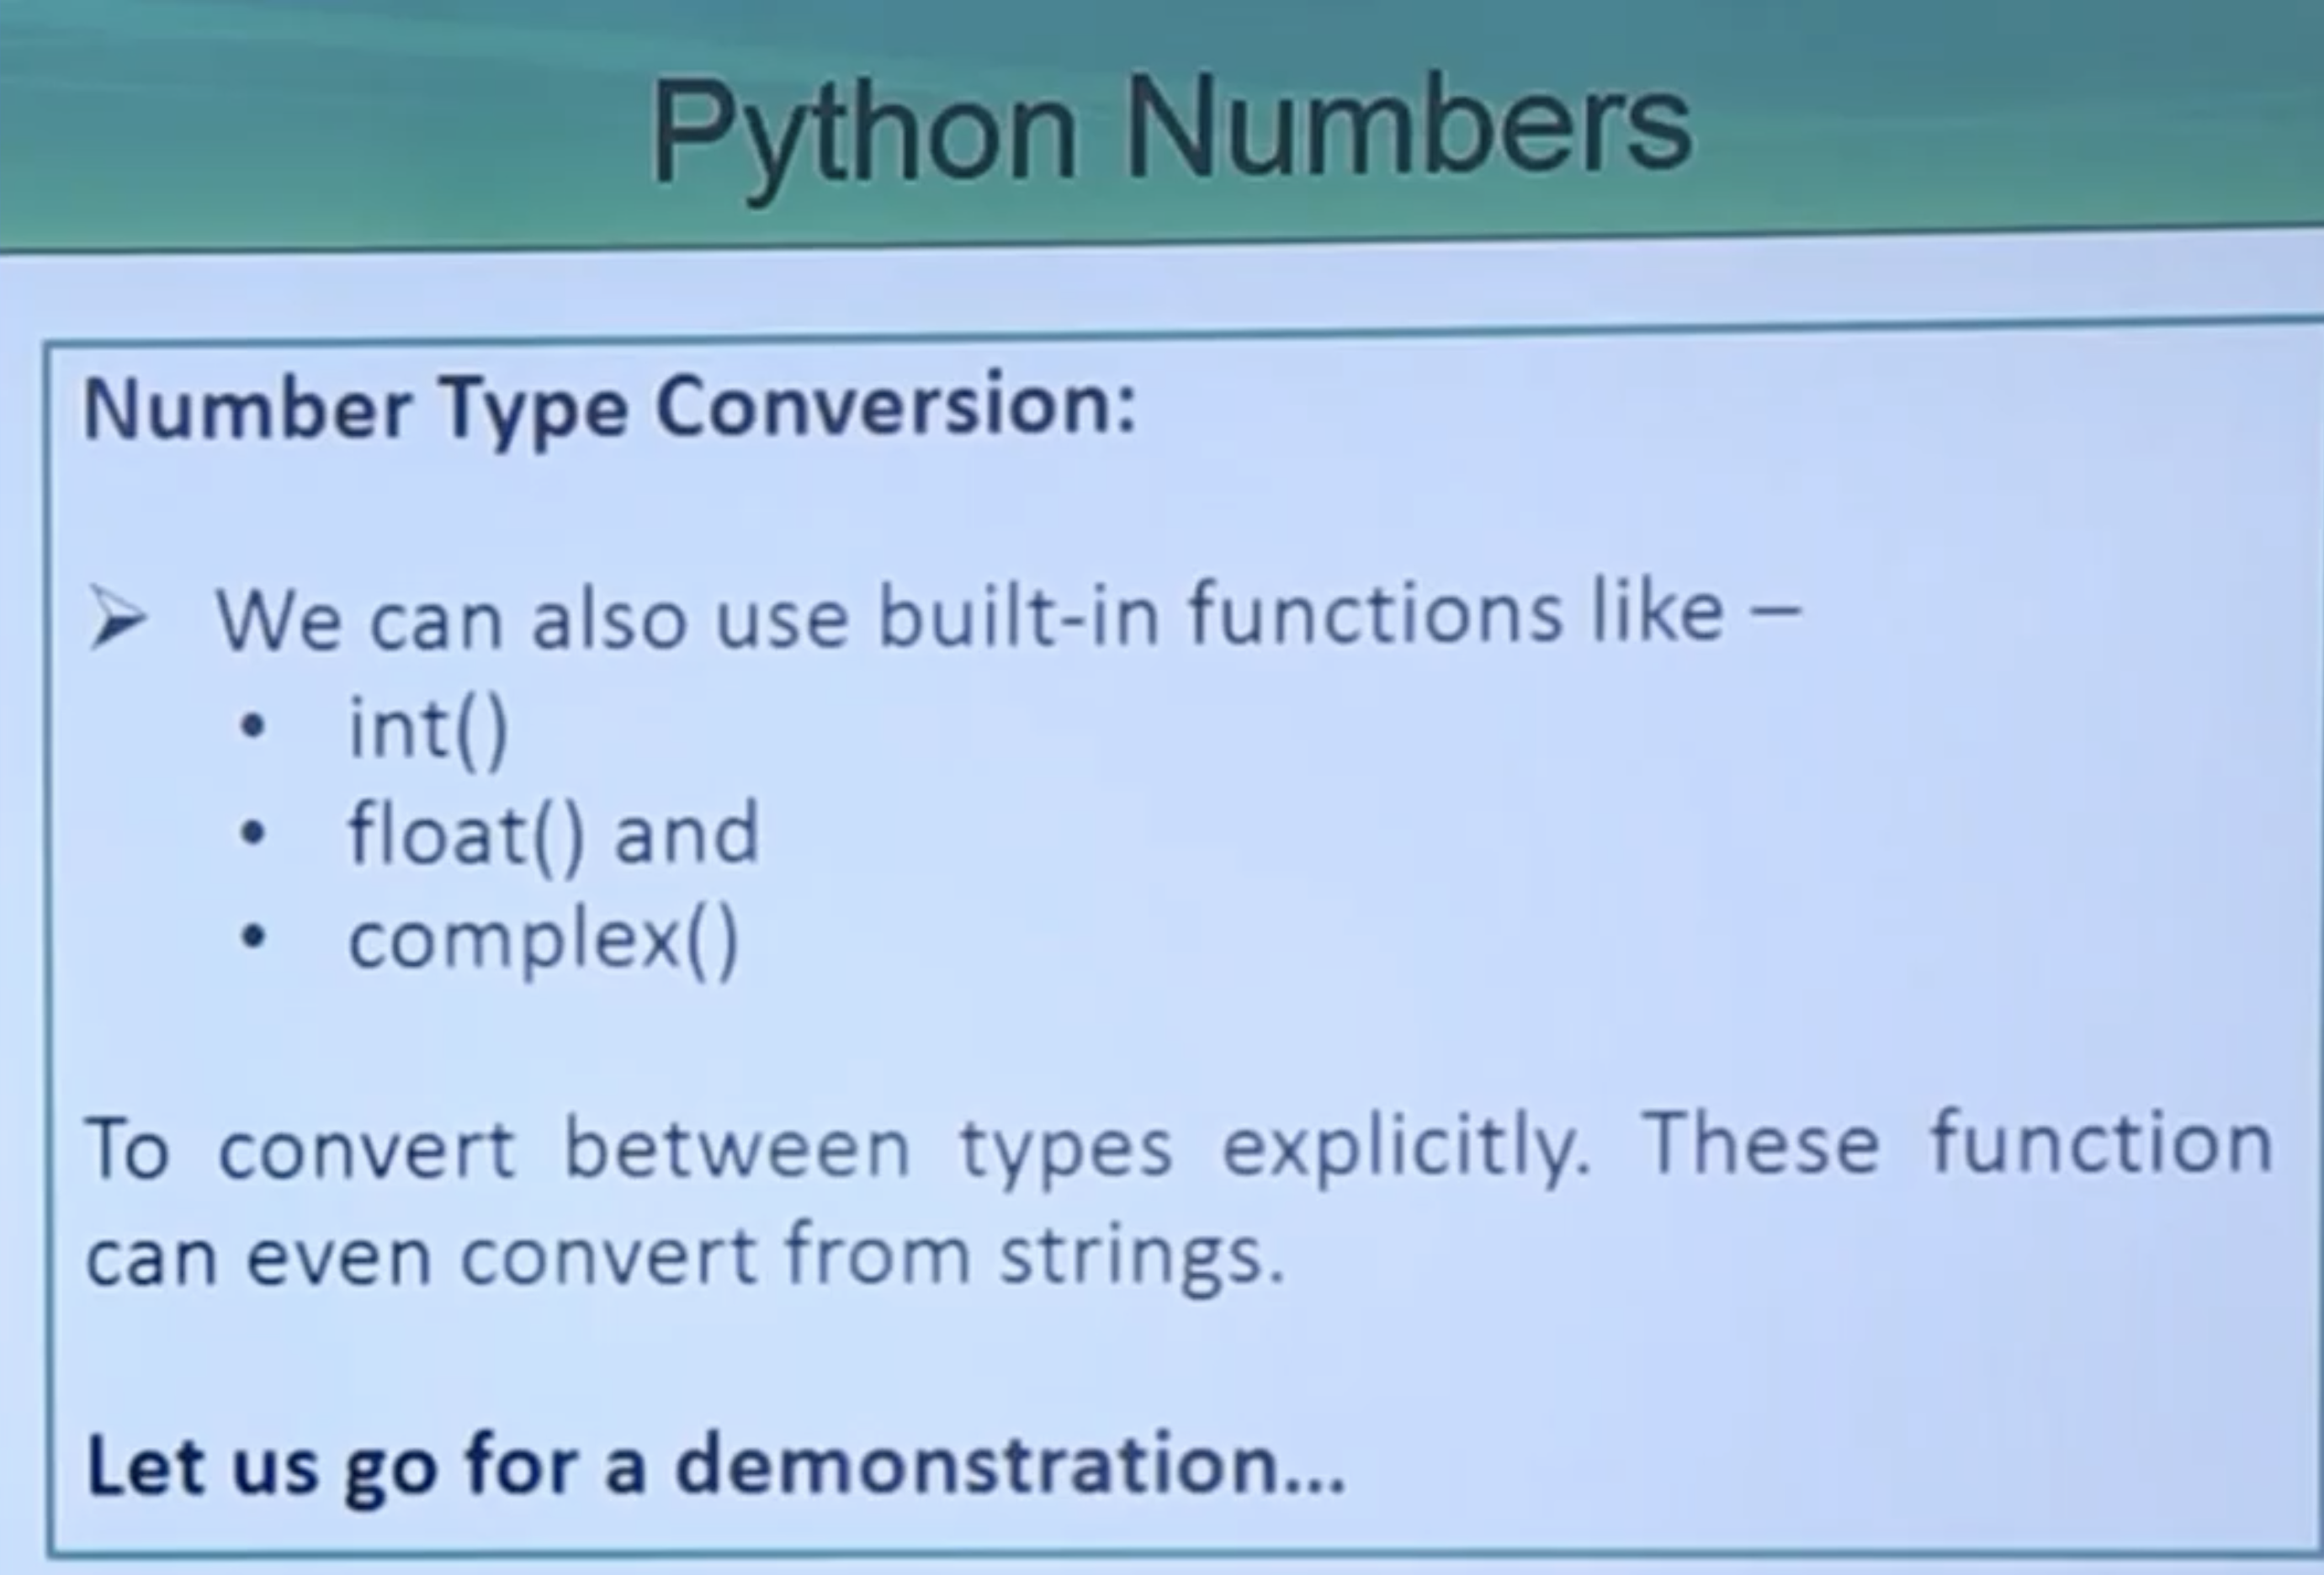 Python Numbers
Number Type Conversion:
➢ We can also use built-in functions like –
• int()
• float() and
• complex()
To convert between types explicitly. These function
can even convert from strings.
Let us go for a demonstration...